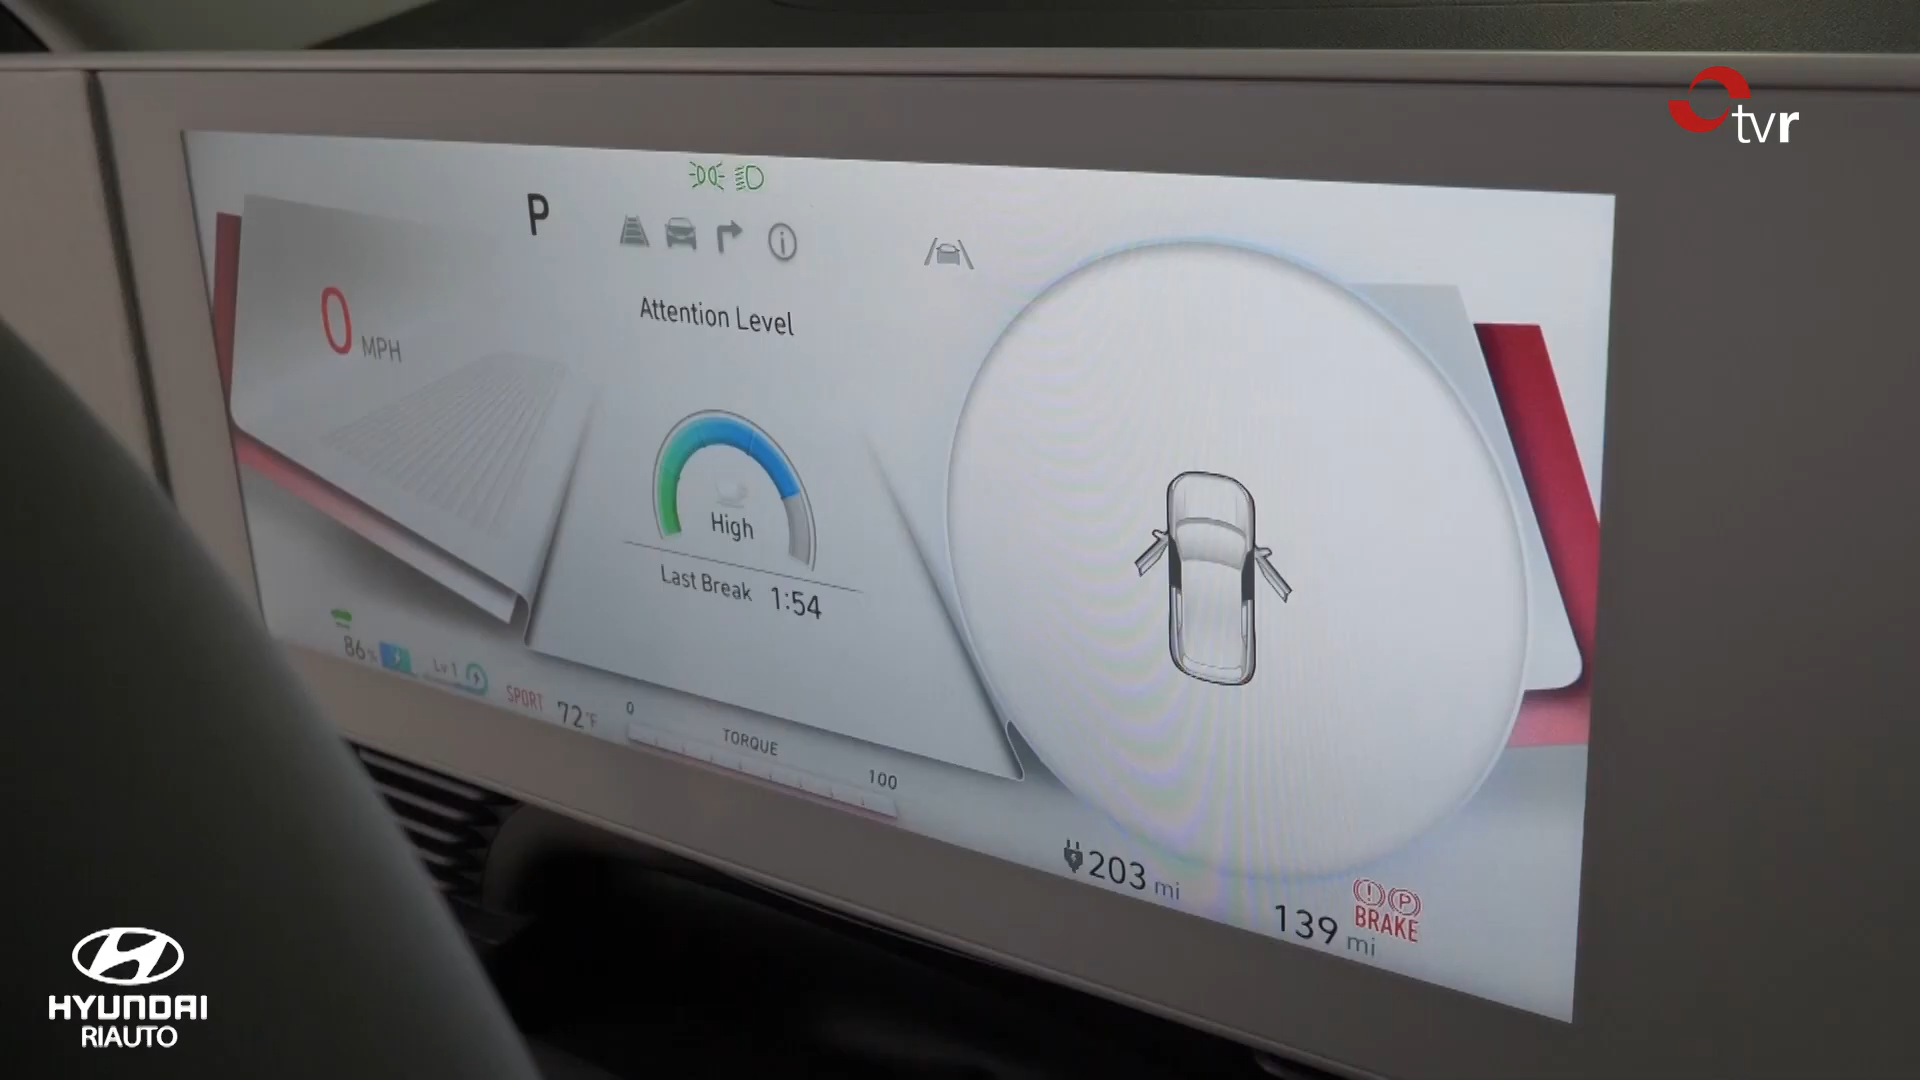 tvr
P
0 MPH
Attention Level
High
Last Break 1:54
86%
Lv 1
SPORT
72°F
0
TORQUE
100
203 mi
139 mi
P
BRAKE
HYUNDAI
RIAUTO